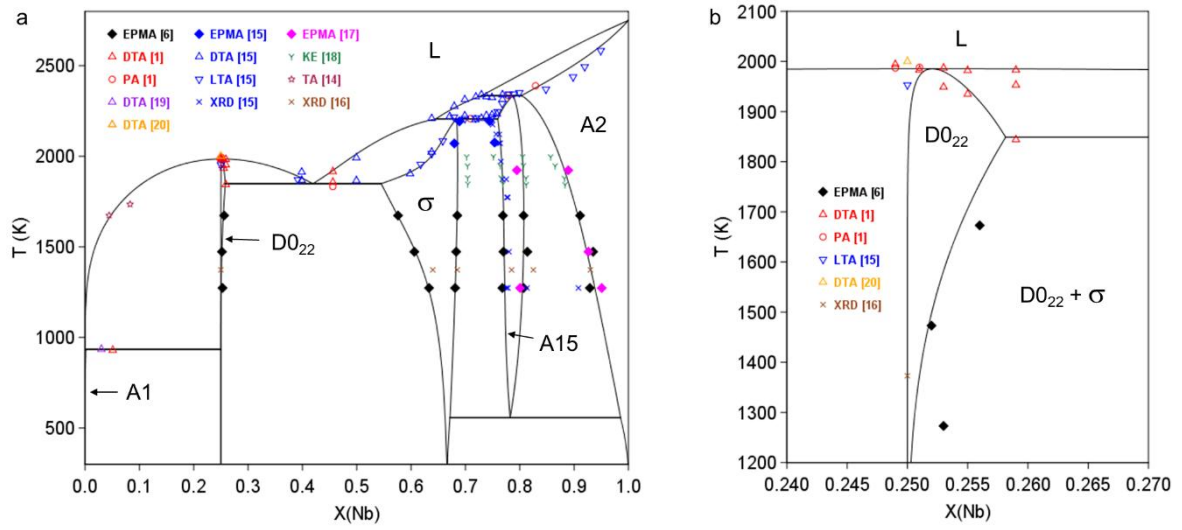 a
EPMA [6] EPMA [15] EPMA [17]
DTA [1] DTA [15] KE [18]
PA [1] LTA [15] TA [14]
DTA [19] XRD [15] XRD [16]
DTA [20]
L
A2
σ
D0₂₂
A15
A1
2500
2000
1500
1000
500
T (K)
0.0 0.1 0.2 0.3 0.4 0.5 0.6 0.7 0.8 0.9 1.0
X(Nb)
b
L
D0₂₂
EPMA [6]
DTA [1]
PA [1]
LTA [15]
DTA [20]
XRD [16]
D0₂₂ + σ
2100
2000
1900
1800
1700
1600
1500
1400
1300
1200
T (K)
0.240 0.245 0.250 0.255 0.260 0.265 0.270
X(Nb)